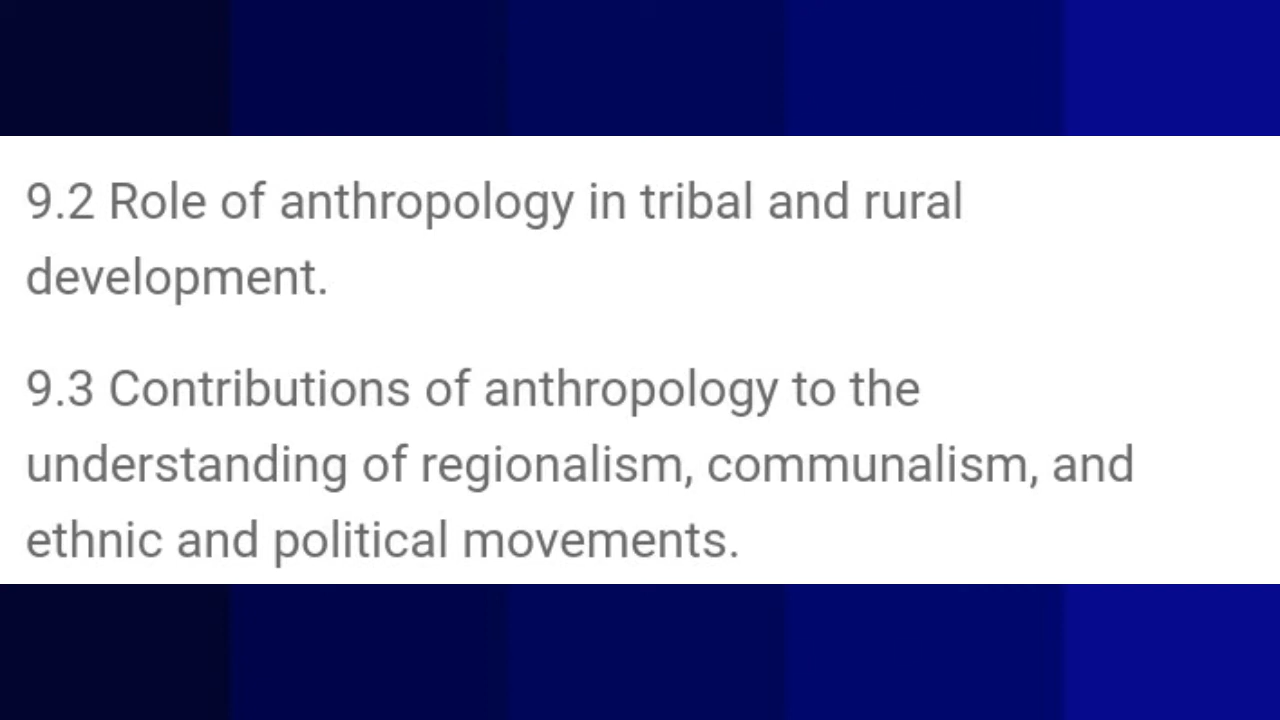 9.2 Role of anthropology in tribal and rural
development.
9.3 Contributions of anthropology to the
understanding of regionalism, communalism, and
ethnic and political movements.